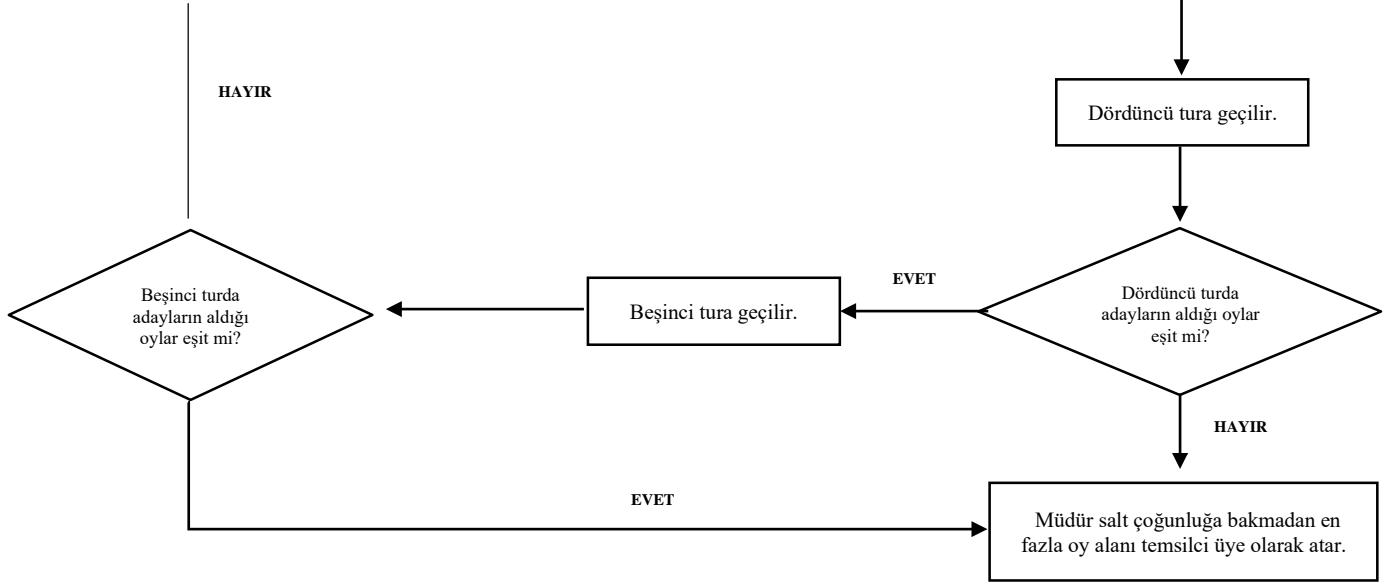 HAYIR
Dördüncü tura geçilir.
EVET
Beşinci turda
adayların aldığı
oylar eşit mi?
Beşinci tura geçilir.
Dördüncü turda
adayların aldığı oylar
eşit mi?
HAYIR
EVET
Müdür salt çoğunluğa bakmadan en
fazla oy alanı temsilci üye olarak atar.